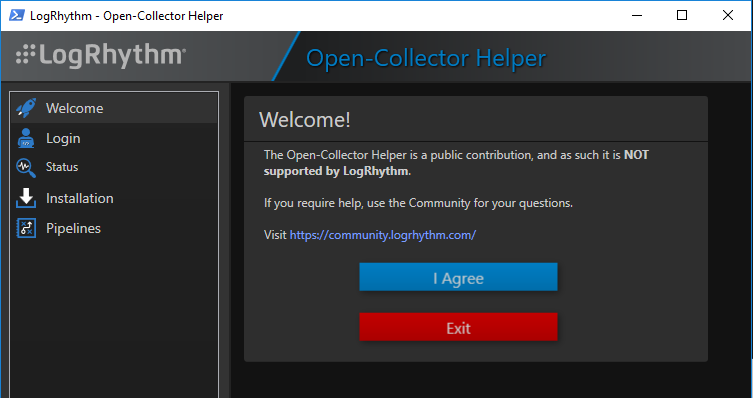 LogRhythm - Open-Collector Helper
LogRhythm
Open-Collector Helper
Welcome
Login
Status
Installation
Pipelines
Welcome!
The Open-Collector Helper is a public contribution, and as such it is NOT
supported by LogRhythm.
If you require help, use the Community for your questions.
Visit https://community.logrhythm.com/
I Agree
Exit